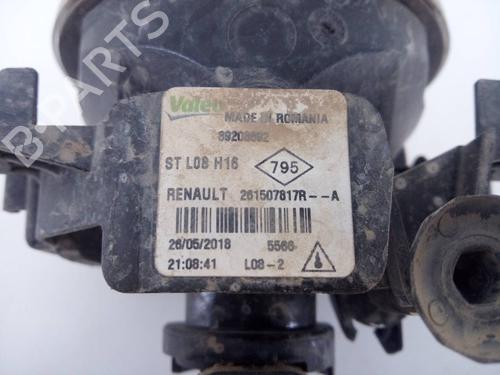 Valeo
MADE IN ROMANIA
89208692
ST L08 H16
795
RENAULT 261507817R--A
26/05/2018 5566
21:08:41 L08-2
B-Parts